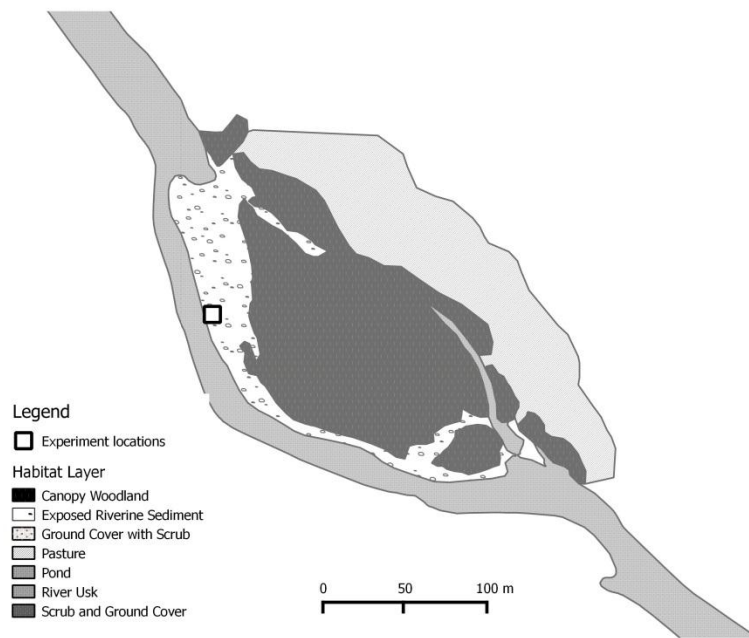 Legend
Experiment locations
Habitat Layer
Canopy Woodland
Exposed Riverine Sediment
Ground Cover with Scrub
Pasture
Pond
River Usk
Scrub and Ground Cover
0 50 100 m